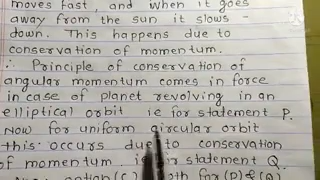 moves fast, and when it goes
away from the sun it slows -
down. This happens due to
conservation of momentum.
∴ Principle of conservation of
angular momentum comes in force
in case of planet revolving in an
elliptical orbit ie for statement P.
Now for uniform circular orbit
this occurs due to conservation
of momentum statement Q.
option (c) both for (P) & (Q)